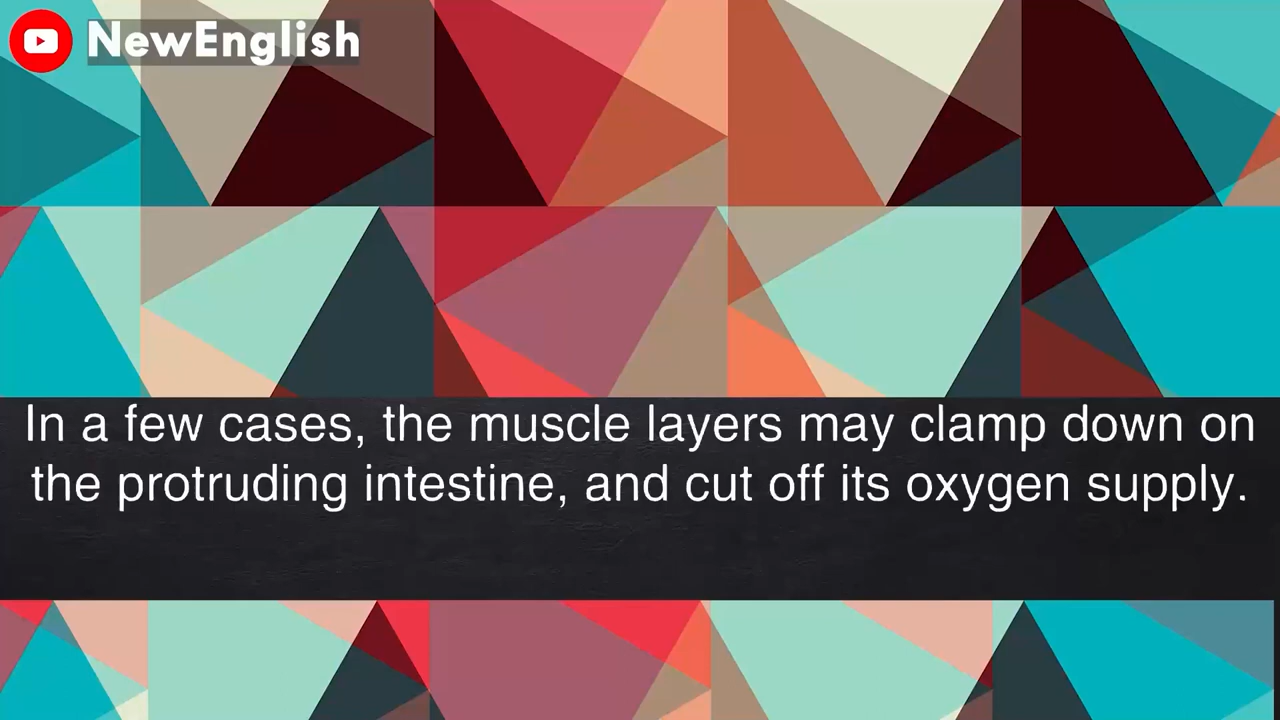 NewEnglish
In a few cases, the muscle layers may clamp down on
the protruding intestine, and cut off its oxygen supply.